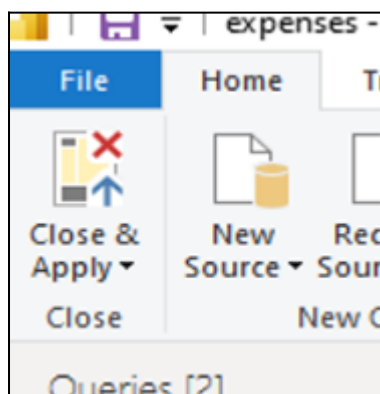 expenses -
File Home
Close & Apply
New Source
Close
Queries [2]